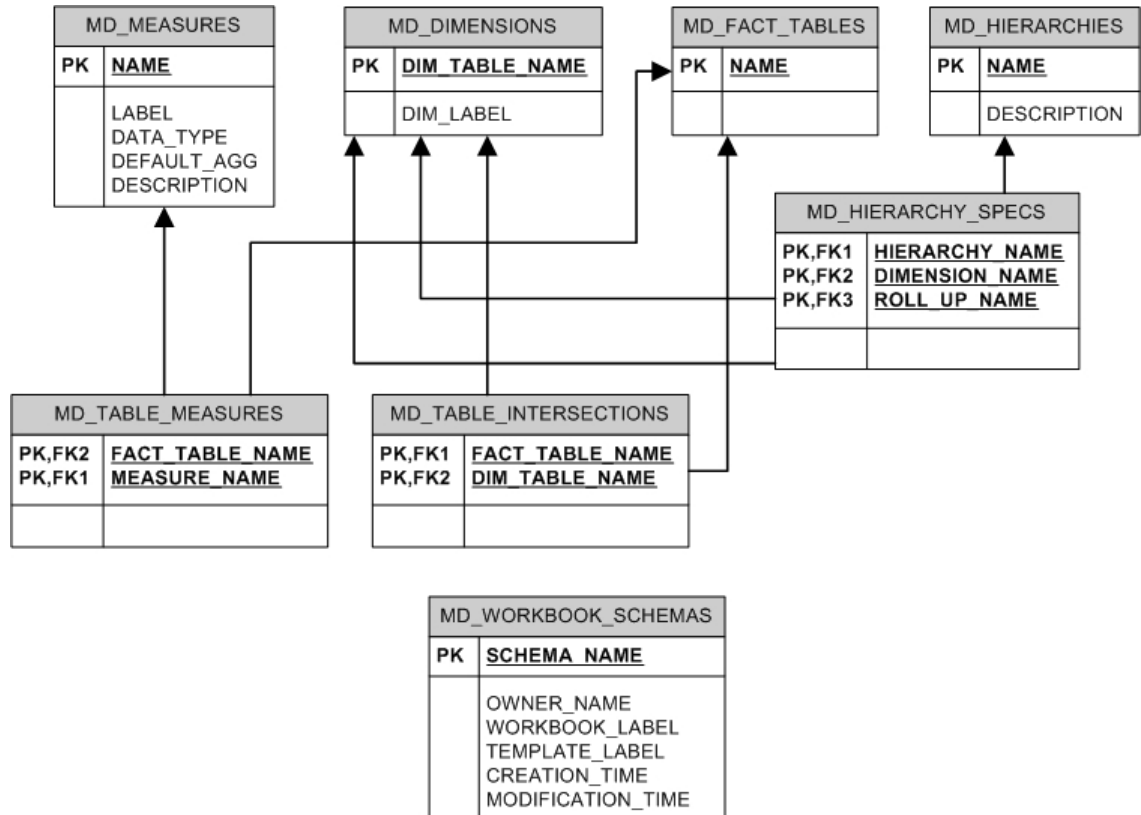 MD_MEASURES
PK NAME
LABEL
DATA_TYPE
DEFAULT_AGG
DESCRIPTION
MD_DIMENSIONS
PK DIM_TABLE_NAME
DIM_LABEL
MD_FACT_TABLES
PK NAME
MD_HIERARCHIES
PK NAME
DESCRIPTION
MD_HIERARCHY_SPECS
PK,FK1 HIERARCHY_NAME
PK,FK2 DIMENSION_NAME
PK,FK3 ROLL_UP_NAME
MD_TABLE_MEASURES
PK,FK2 FACT_TABLE_NAME
PK,FK1 MEASURE_NAME
MD_TABLE_INTERSECTIONS
PK,FK1 FACT_TABLE_NAME
PK,FK2 DIM_TABLE_NAME
MD_WORKBOOK_SCHEMAS
PK SCHEMA_NAME
OWNER_NAME
WORKBOOK_LABEL
TEMPLATE_LABEL
CREATION_TIME
MODIFICATION_TIME